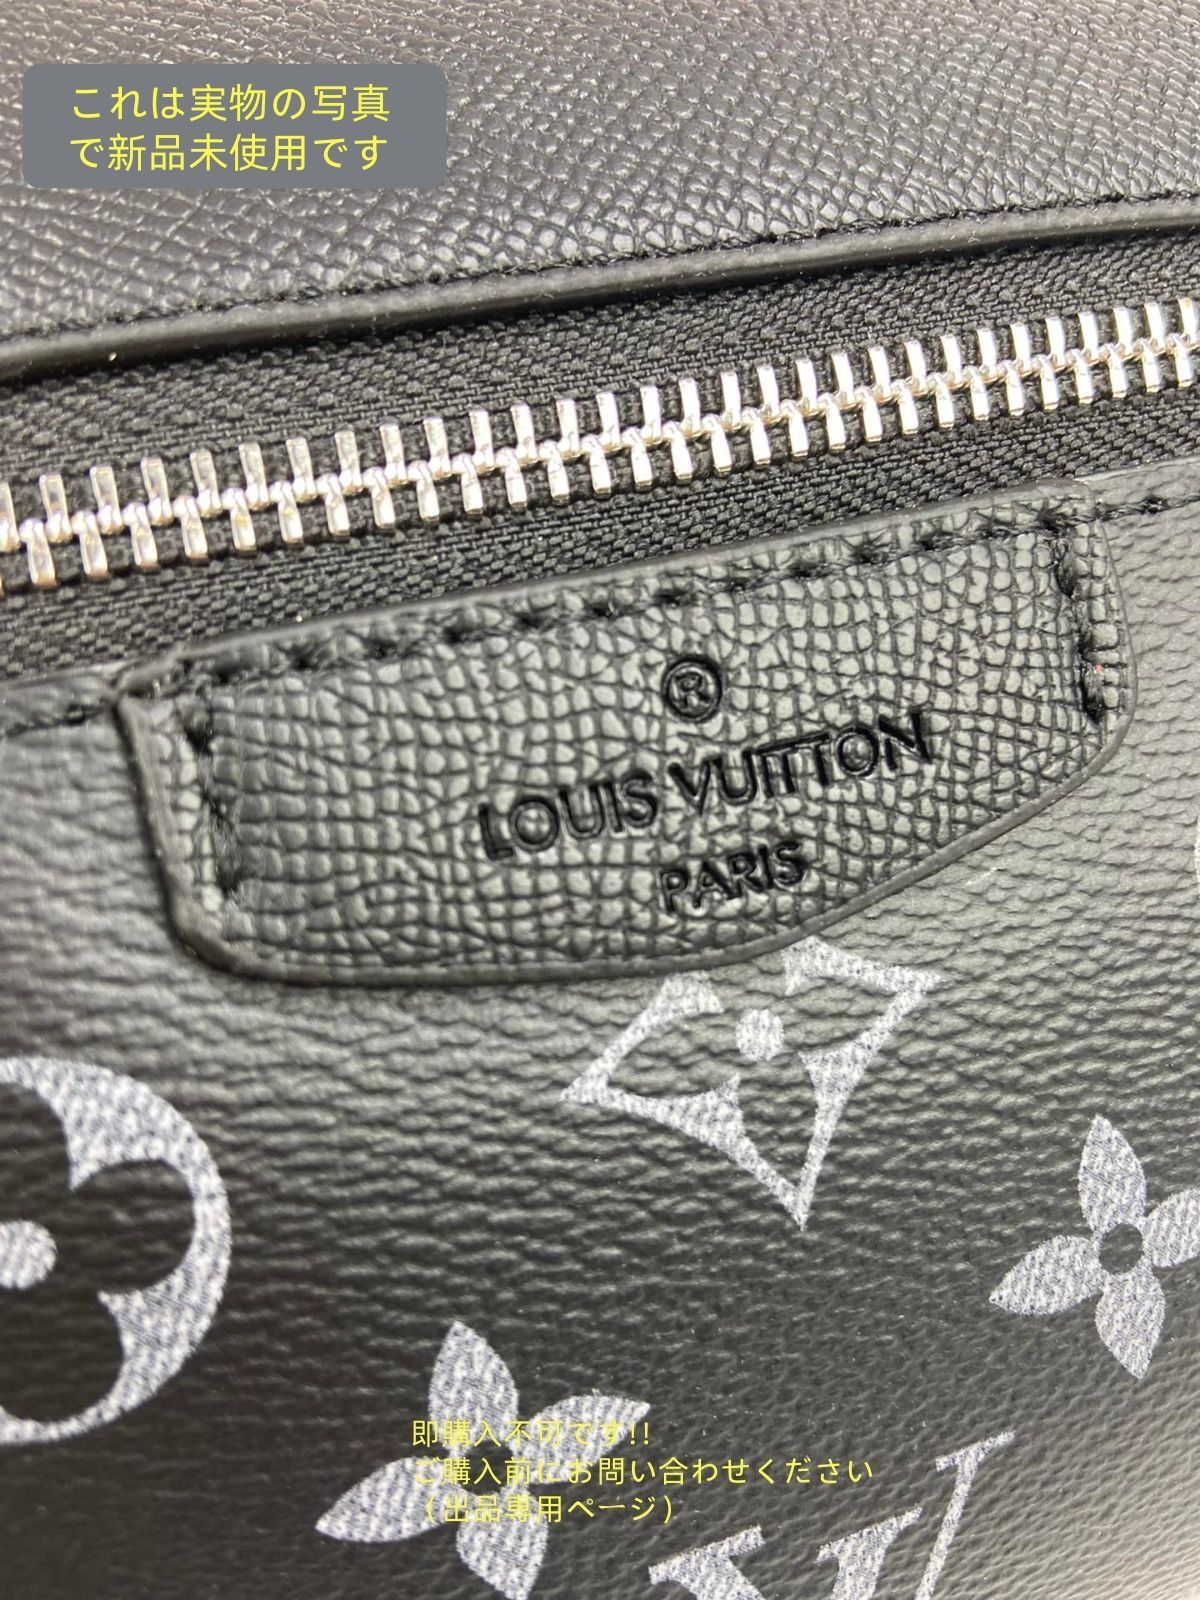 これは実物の写真
で新品未使用です
®
LOUIS VUITTON
PARIS
即購入不可です!!
ご購入前にお問い合わせください
（出品専用ページ）